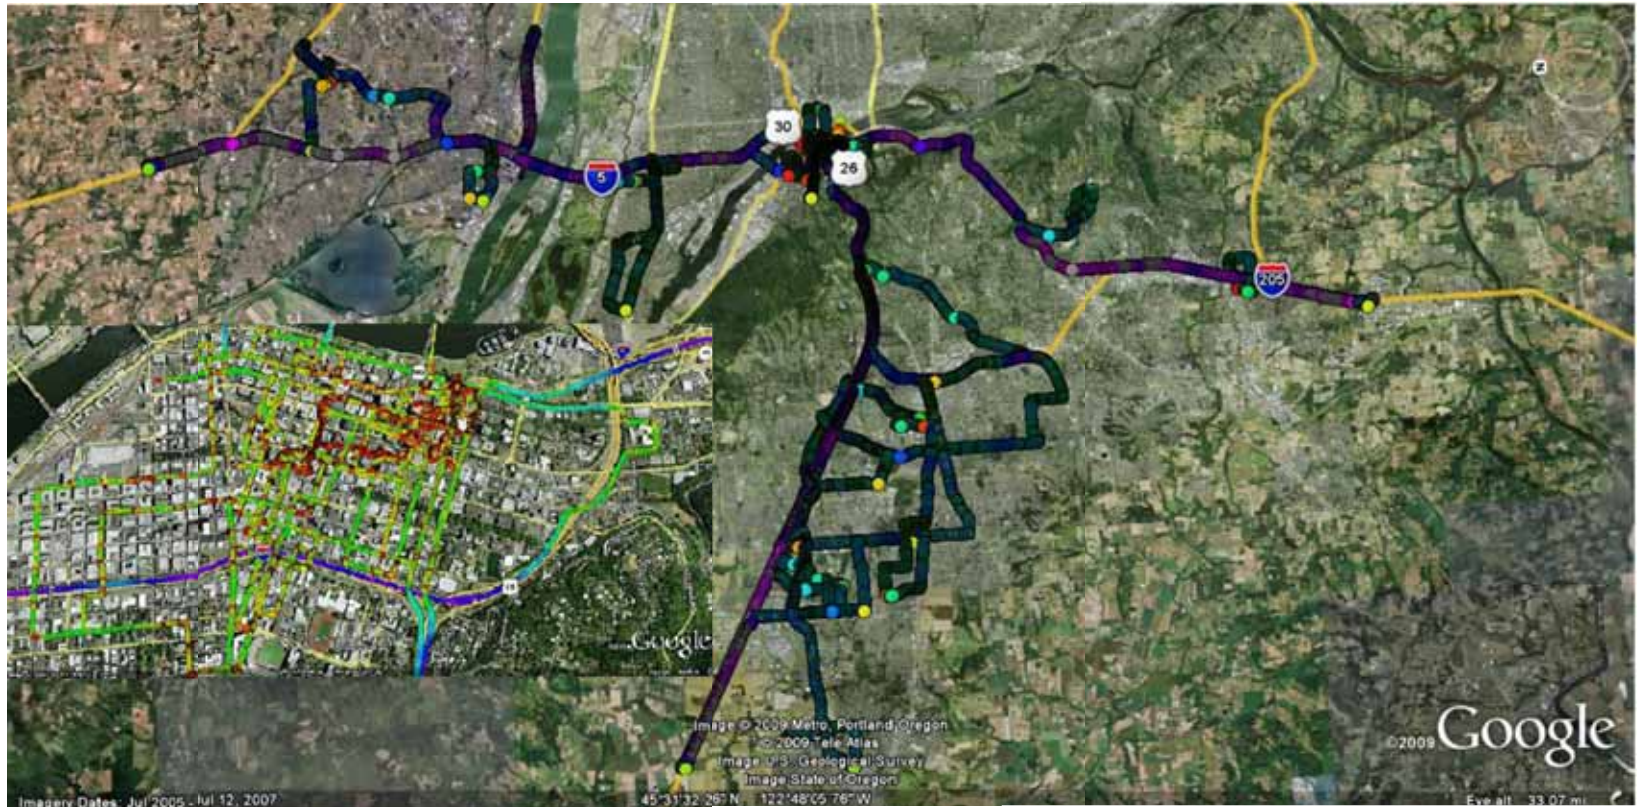 N
30
26
5
205
Google
Image © 2009 Metro, Portland Oregon
© 2009 Tele Atlas
Image U.S. Geological Survey
Image State of Oregon
©2009 Google
Imagery Dates: Jul 2005 - Jul 12, 2007
45°31'32.26" N 122°48'05.76" W
Eye alt 33.07 mi